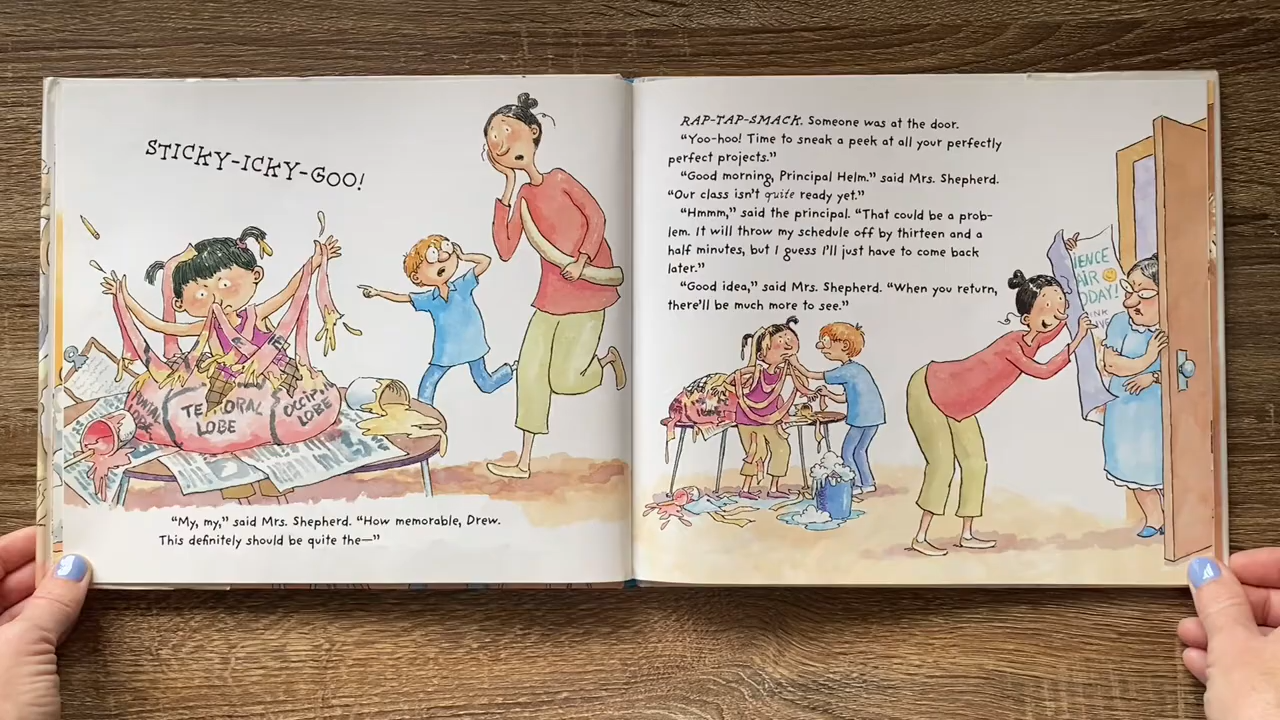 STICKY-ICKY-GOO!
TEMPORAL
LOBE
LOBE
"My, my," said Mrs. Shepherd. "How memorable, Drew.
This definitely should be quite the—"
RAP-TAP-SMACK. Someone was at the door.
"Yoo-hoo! Time to sneak a peek at all your perfectly
perfect projects."
"Good morning, Principal Helm." said Mrs. Shepherd.
"Our class isn't quite ready yet."
"Hmmm," said the principal. "That could be a prob-
lem. It will throw my schedule off by thirteen and a
half minutes, but I guess I'll just have to come back
later."
"Good idea," said Mrs. Shepherd. "When you return,
there'll be much more to see."
IENCE
AIR
ODAY!
INK
LOBE